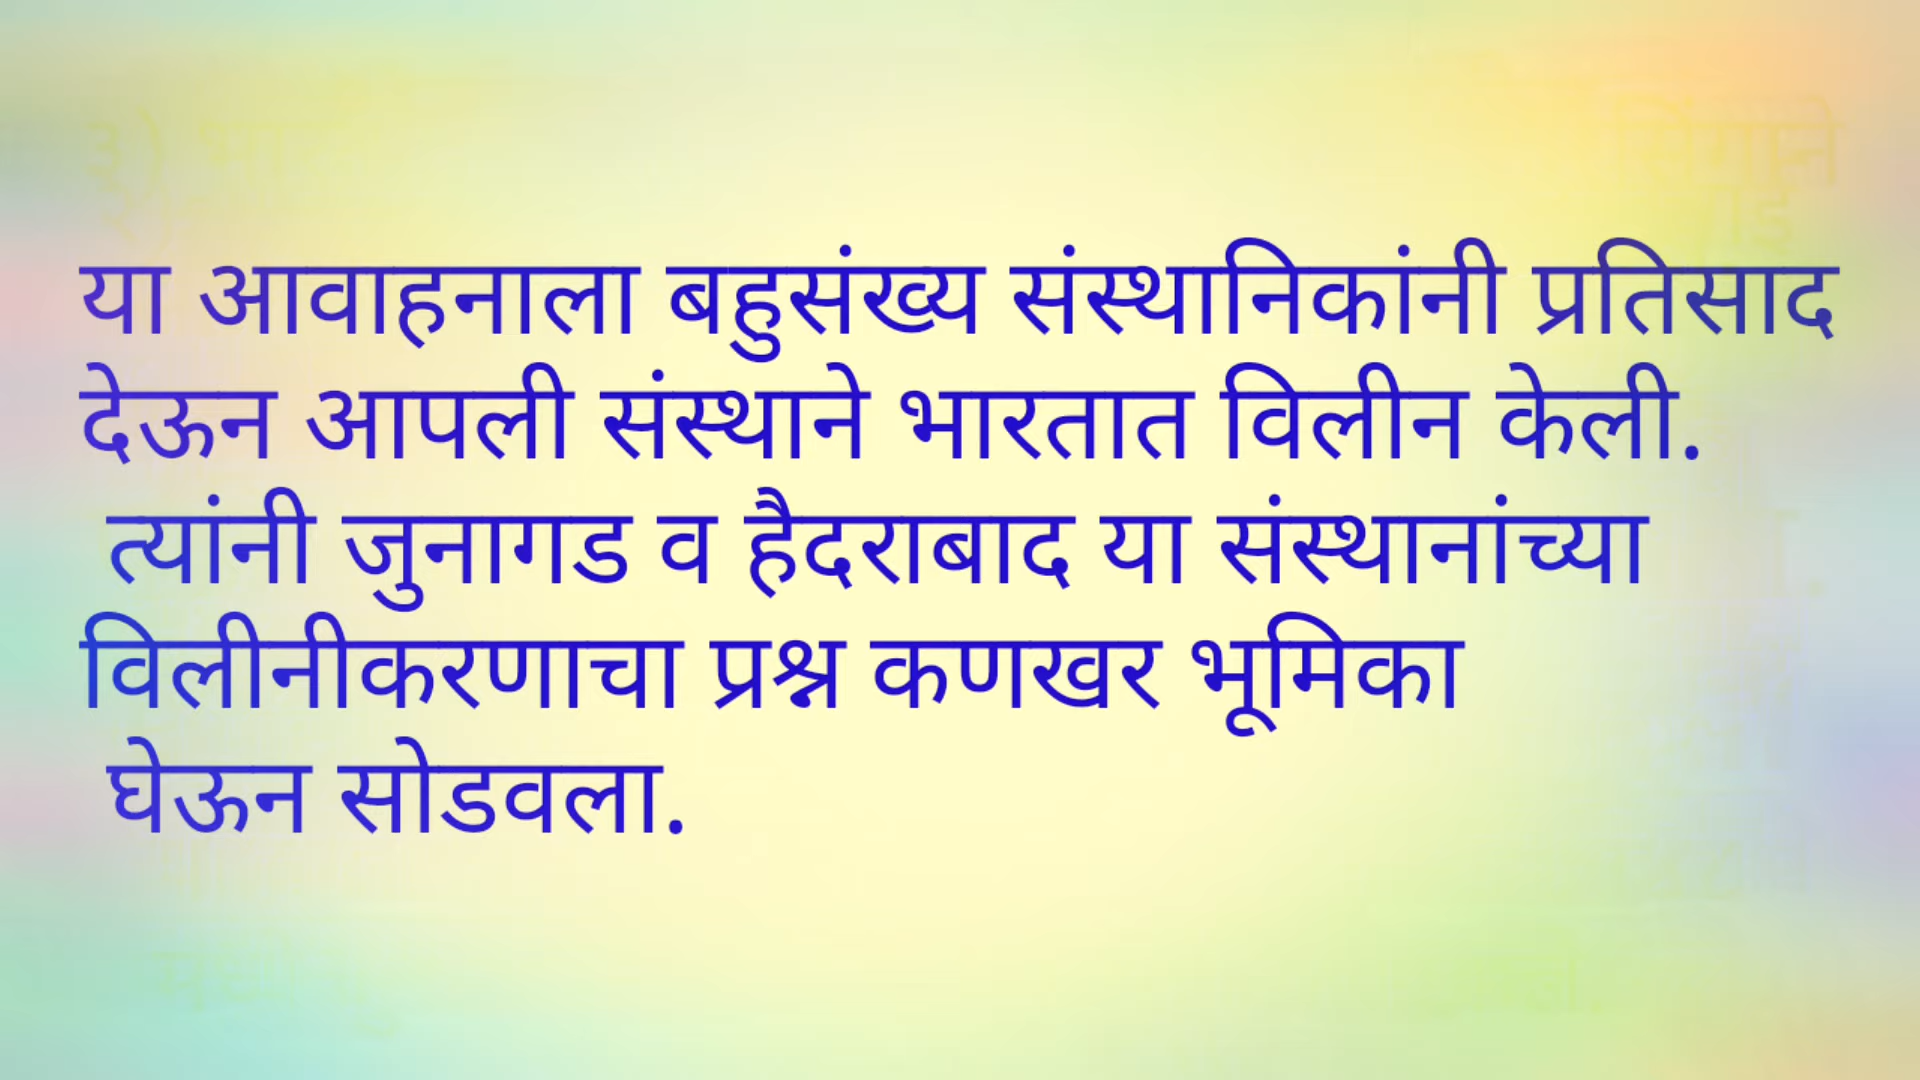 या आवाहनाला बहुसंख्य संस्थानिकांनी प्रतिसाद
देऊन आपली संस्थाने भारतात विलीन केली.
त्यांनी जुनागड व हैदराबाद या संस्थानांच्या
विलीनीकरणाचा प्रश्न कणखर भूमिका
घेऊन सोडवला.